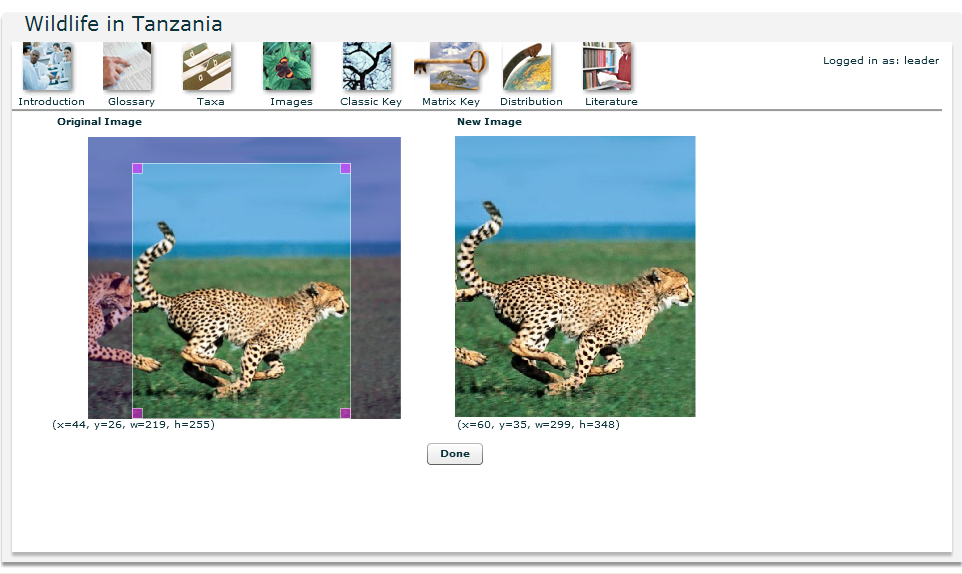 Wildlife in Tanzania
Logged in as: leader
Introduction Glossary Taxa Images Classic Key Matrix Key Distribution Literature
Original Image New Image
(x=44, y=26, w=219, h=255) (x=60, y=35, w=299, h=348)
Done